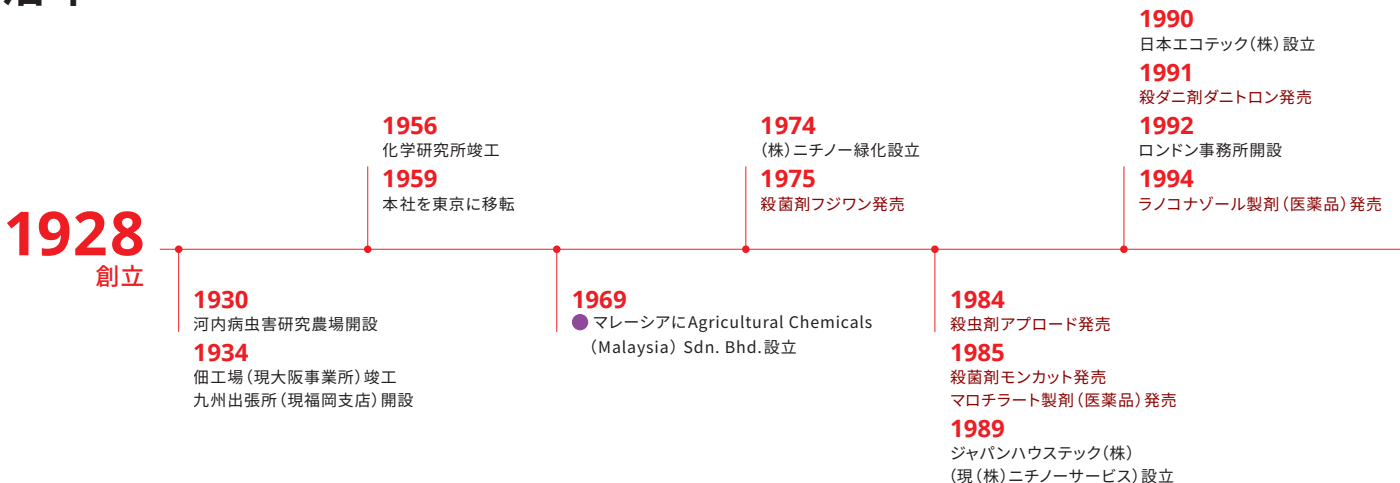 1928
創立
1930
河内病虫害研究農場開設
1934
佃工場(現大阪事業所)竣工
九州出張所(現福岡支店)開設
1956
化学研究所竣工
1959
本社を東京に移転
1969
マレーシアにAgricultural Chemicals
(Malaysia) Sdn. Bhd.設立
1974
(株)ニチノー緑化設立
1975
殺菌剤フジワン発売
1984
殺虫剤アプロード発売
1985
殺菌剤モンカット発売
マロチラート製剤(医薬品)発売
1989
ジャパンハウステック(株)
(現(株)ニチノーサービス)設立
1990
日本エコテック(株)設立
1991
殺ダニ剤ダニトロン発売
1992
ロンドン事務所開設
1994
ラノコナゾール製剤(医薬品)発売